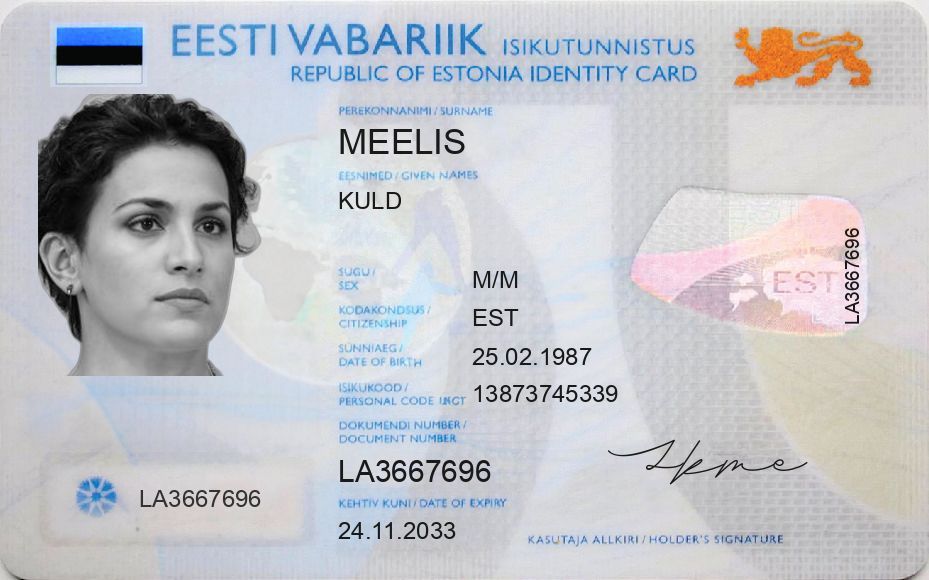 EESTI VABARIIK ISIKUTUNNISTUS
REPUBLIC OF ESTONIA IDENTITY CARD
PEREKONNANIMI / SURNAME
MEELIS
EESNIMED / GIVEN NAMES
KULD
SUGU /
SEX
M/M
KODAKONDSUS /
CITIZENSHIP
EST
SÜNNIAEG /
DATE OF BIRTH
25.02.1987
ISIKUKOOD /
PERSONAL CODE
13873745339
DOKUMENDI NUMBER /
DOCUMENT NUMBER
LA3667696
KEHTIV KUNI / DATE OF EXPIRY
24.11.2033
LA3667696
EST
LA3667696
KASUTAJA ALLKIRI / HOLDER'S SIGNATURE